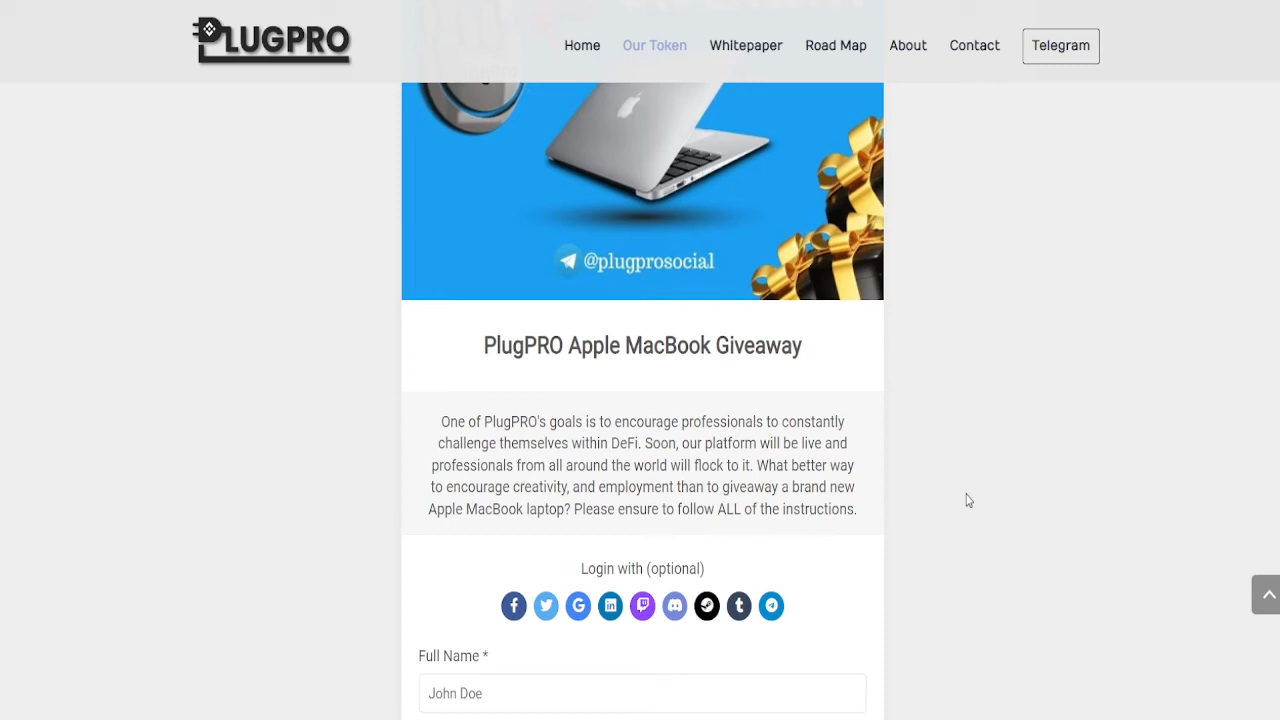 PLUGPRO
Home Our Token Whitepaper Road Map About Contact Telegram
@plugprosocial
PlugPRO Apple MacBook Giveaway
One of PlugPRO's goals is to encourage professionals to constantly
challenge themselves within DeFi. Soon, our platform will be live and
professionals from all around the world will flock to it. What better way
to encourage creativity, and employment than to giveaway a brand new
Apple MacBook laptop? Please ensure to follow ALL of the instructions.
Login with (optional)
Full Name *
John Doe